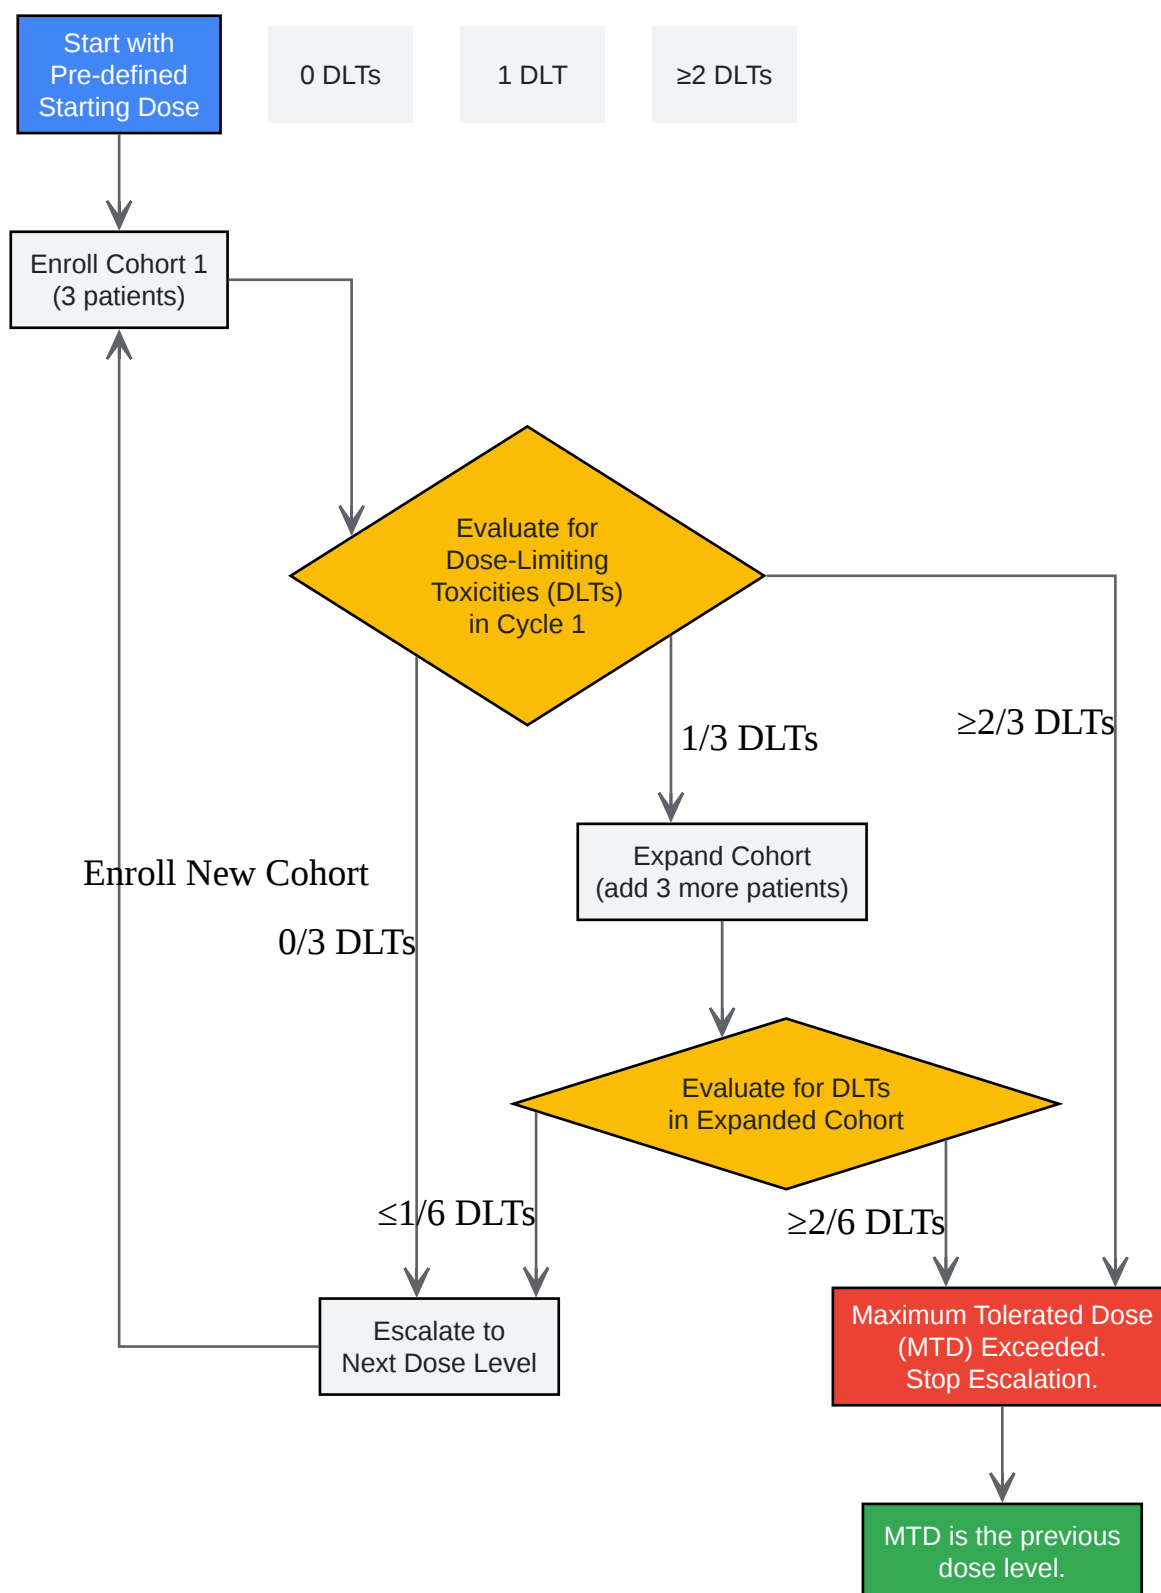 Start with
Pre-defined
Starting Dose
0 DLTs
1 DLT
≥2 DLTs
Enroll Cohort 1
(3 patients)
Evaluate for
Dose-Limiting
Toxicities (DLTs)
in Cycle 1
1/3 DLTs
≥2/3 DLTs
Expand Cohort
(add 3 more patients)
Enroll New Cohort
0/3 DLTs
Evaluate for DLTs
in Expanded Cohort
≤1/6 DLTs
≥2/6 DLTs
Escalate to
Next Dose Level
Maximum Tolerated Dose
(MTD) Exceeded.
Stop Escalation.
MTD is the previous
dose level.